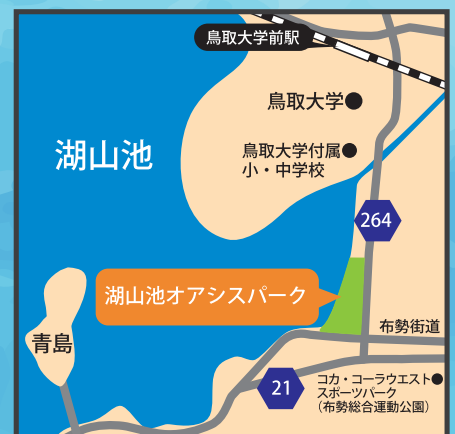 鳥取大学前駅
鳥取大学
湖山池
鳥取大学付属
小・中学校
264
湖山池オアシスパーク
布勢街道
青島
21
コカ・コーラウエスト
スポーツパーク
（布勢総合運動公園）